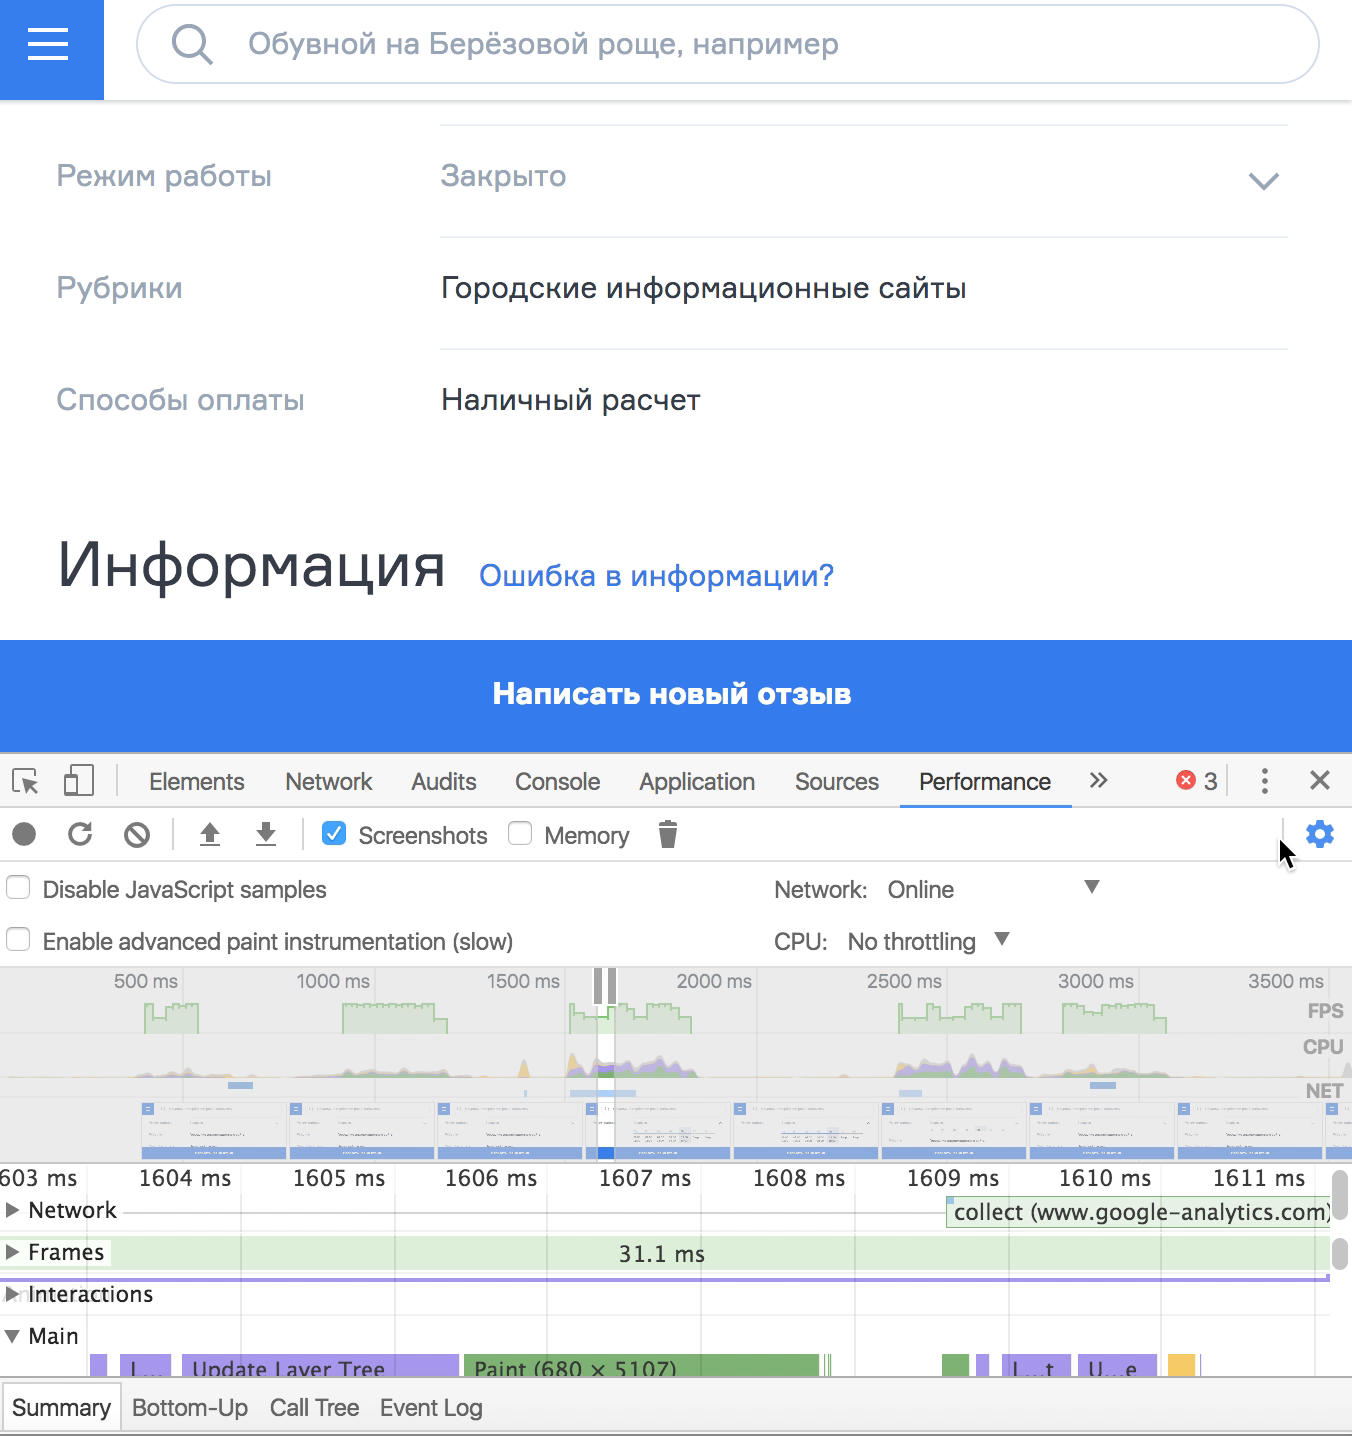 Обувной на Берёзовой роще, например
Режим работы Закрыто
Рубрики Городские информационные сайты
Способы оплаты Наличный расчет
Информация Ошибка в информации?
Написать новый отзыв
Elements Network Audits Console Application Sources Performance » 3
Screenshots Memory
Disable JavaScript samples Network: Online
Enable advanced paint instrumentation (slow) CPU: No throttling
500 ms 1000 ms 1500 ms 2000 ms 2500 ms 3000 ms 3500 ms
FPS
CPU
NET
603 ms 1604 ms 1605 ms 1606 ms 1607 ms 1608 ms 1609 ms 1610 ms 1611 ms
Network collect (www.google-analytics.com)
Frames 31.1 ms
Interactions
Main
L... Update Layer Tree Paint (680 × 5107) L...t U...e
Summary Bottom-Up Call Tree Event Log